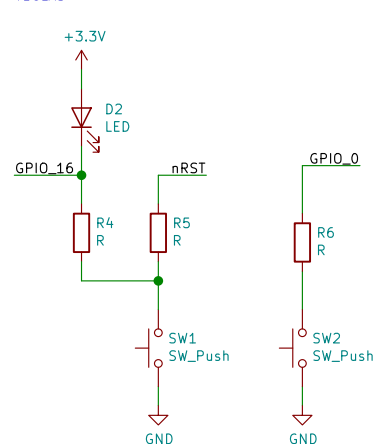 +3.3V
D2
LED
GPIO_16
nRST
GPIO_0
R4
R
R5
R
R6
R
SW1
SW_Push
SW2
SW_Push
GND
GND